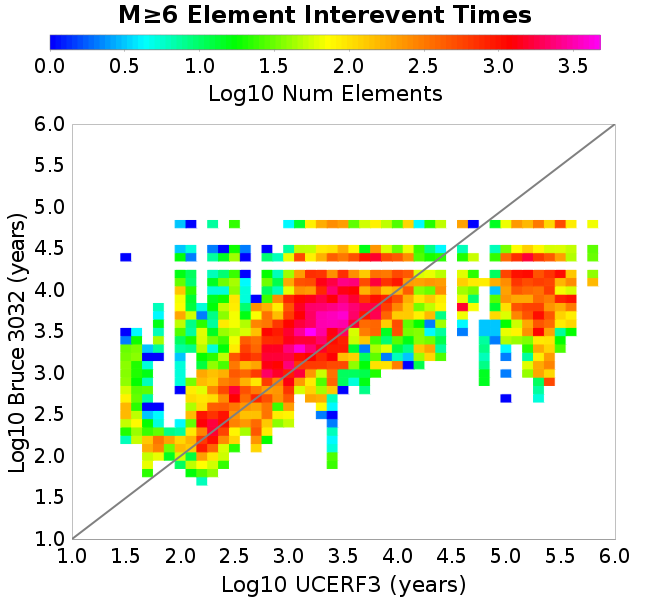 M≥6 Element Interevent Times
0.0 0.5 1.0 1.5 2.0 2.5 3.0 3.5
Log10 Num Elements
Log10 Bruce 3032 (years)
6.0
5.5
5.0
4.5
4.0
3.5
3.0
2.5
2.0
1.5
1.0
1.0 1.5 2.0 2.5 3.0 3.5 4.0 4.5 5.0 5.5 6.0
Log10 UCERF3 (years)